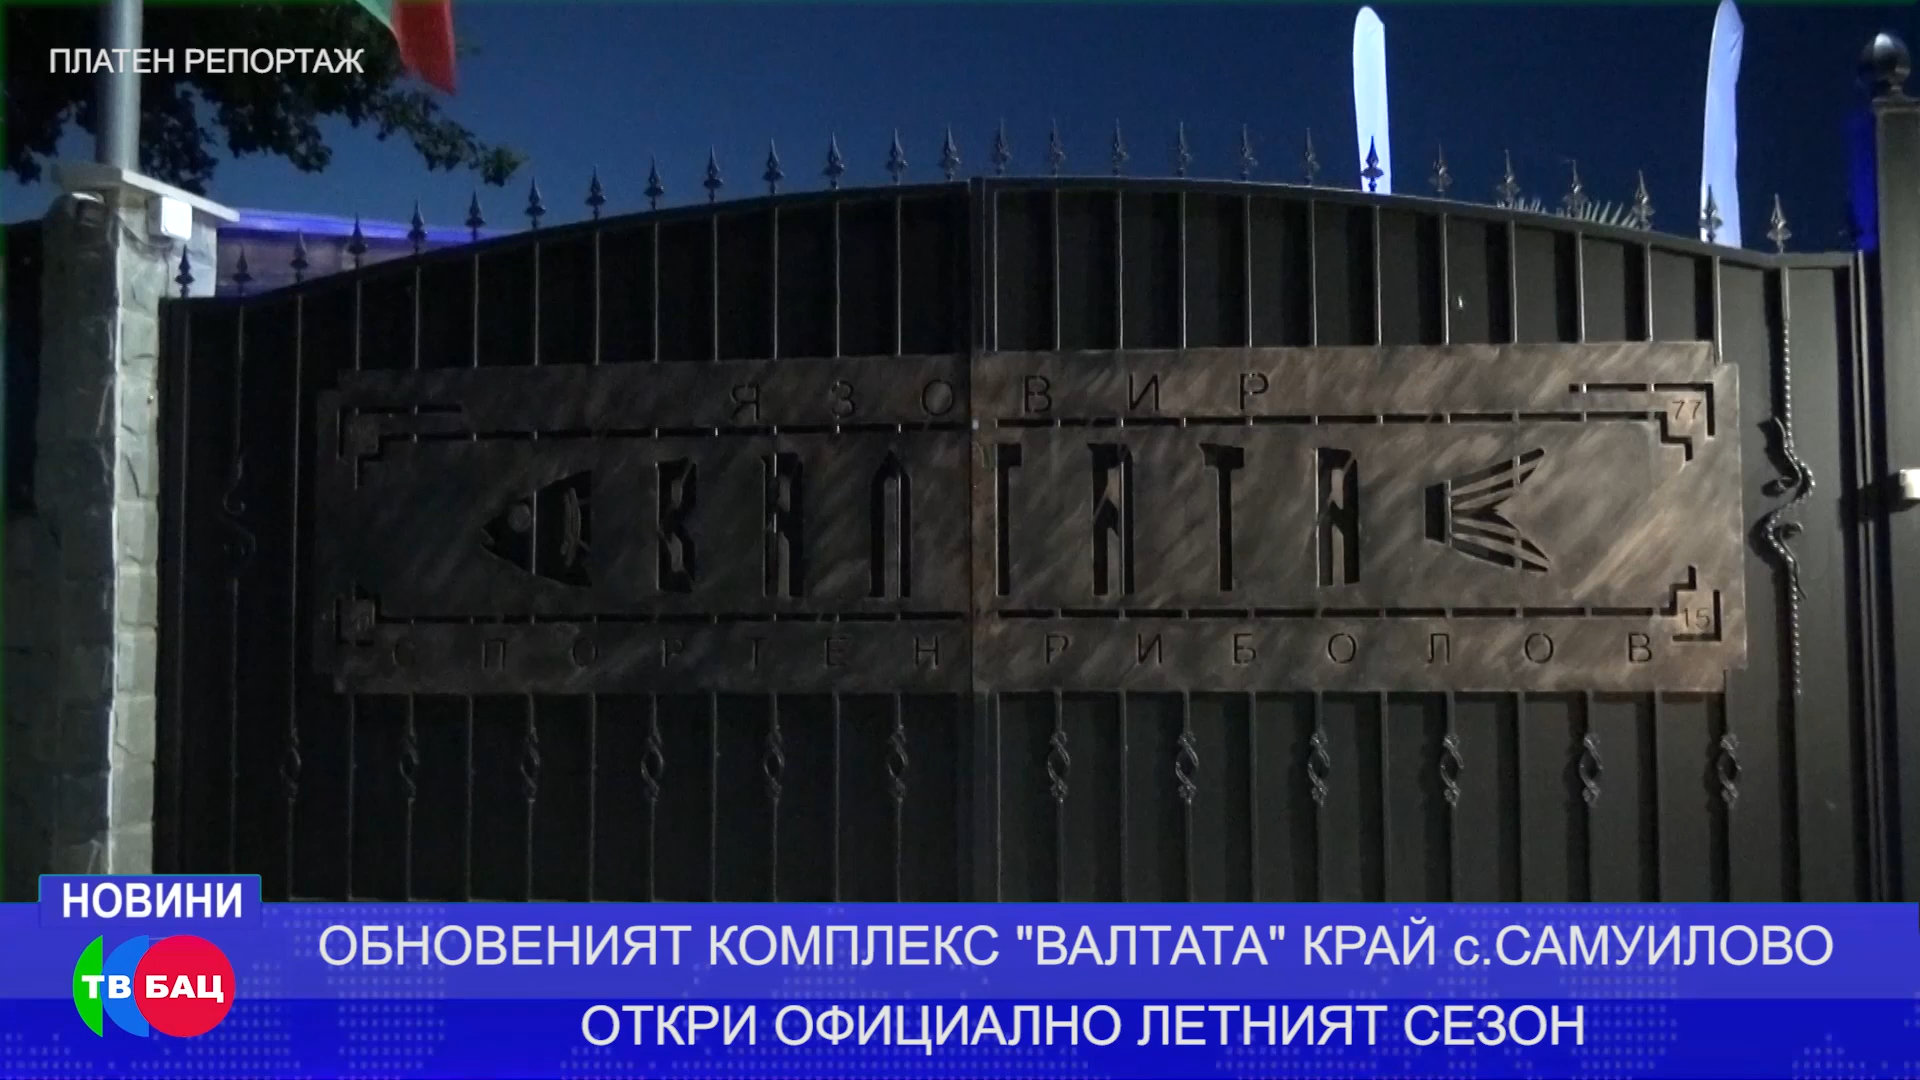 ПЛАТЕН РЕПОРТАЖ
ЯЗОВИР
77
ВАЛТАТА
15
СПОРТЕН РИБОЛОВ
НОВИНИ
ТВ БАЦ
ОБНОВЕНИЯТ КОМПЛЕКС "ВАЛТАТА" КРАЙ с.САМУИЛОВО
ОТКРИ ОФИЦИАЛНО ЛЕТНИЯТ СЕЗОН